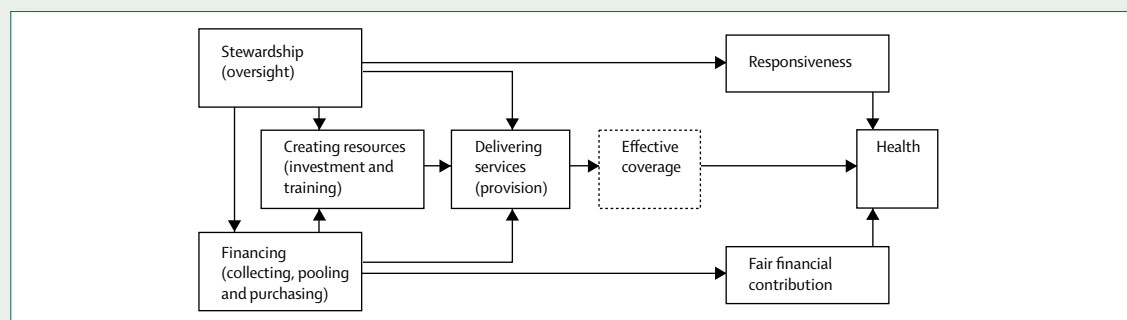 Stewardship
(oversight)
Responsiveness
Creating resources
(investment and
training)
Delivering
services
(provision)
Effective
coverage
Health
Financing
(collecting, pooling
and purchasing)
Fair financial
contribution